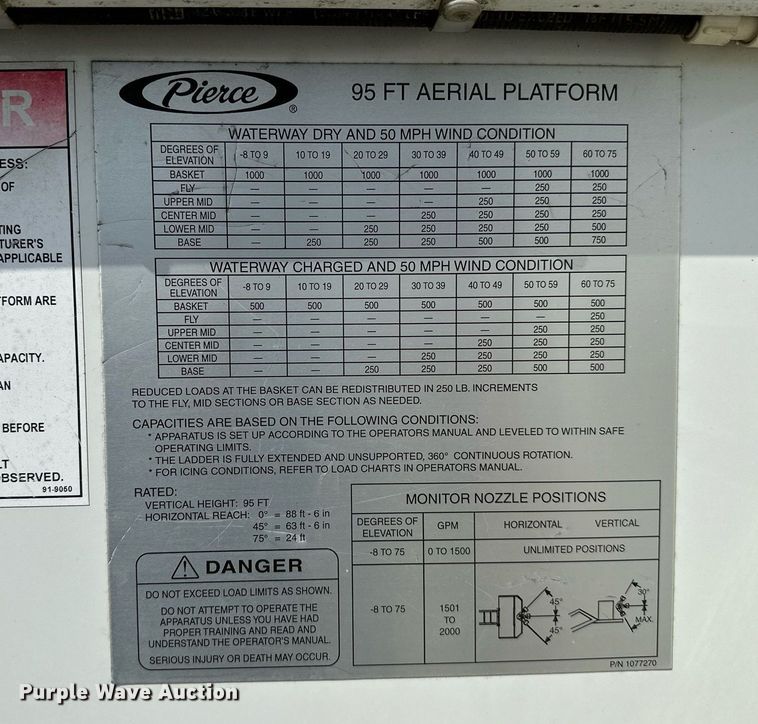 R
ESS:
OF
TING
TURER'S
APPLICABLE
TFORM ARE
APACITY.
AN
BEFORE
LT
OBSERVED.
91-9050
Pierce®
95 FT AERIAL PLATFORM
WATERWAY DRY AND 50 MPH WIND CONDITION
DEGREES OF ELEVATION -8 TO 9 10 TO 19 20 TO 29 30 TO 39 40 TO 49 50 TO 59 60 TO 75
BASKET 1000 1000 1000 1000 1000 1000 1000
FLY — — — — — 250 250
UPPER MID — — — — 250 250 250
CENTER MID — — — 250 250 250 250
LOWER MID — — 250 250 250 250 500
BASE — 250 250 250 500 500 750
WATERWAY CHARGED AND 50 MPH WIND CONDITION
DEGREES OF ELEVATION -8 TO 9 10 TO 19 20 TO 29 30 TO 39 40 TO 49 50 TO 59 60 TO 75
BASKET 500 500 500 500 500 500 500
FLY — — — — — — 250
UPPER MID — — — — — 250 250
CENTER MID — — — — 250 250 250
LOWER MID — — — 250 250 250 250
BASE — — 250 250 250 500 500
REDUCED LOADS AT THE BASKET CAN BE REDISTRIBUTED IN 250 LB. INCREMENTS
TO THE FLY, MID SECTIONS OR BASE SECTION AS NEEDED.
CAPACITIES ARE BASED ON THE FOLLOWING CONDITIONS:
* APPARATUS IS SET UP ACCORDING TO THE OPERATORS MANUAL AND LEVELED TO WITHIN SAFE
OPERATING LIMITS.
* THE LADDER IS FULLY EXTENDED AND UNSUPPORTED, 360° CONTINUOUS ROTATION.
* FOR ICING CONDITIONS, REFER TO LOAD CHARTS IN OPERATORS MANUAL.
RATED:
VERTICAL HEIGHT: 95 FT
HORIZONTAL REACH: 0° = 88 ft - 6 in
45° = 63 ft - 6 in
75° = 24 ft
DANGER
DO NOT EXCEED LOAD LIMITS AS SHOWN.
DO NOT ATTEMPT TO OPERATE THE
APPARATUS UNLESS YOU HAVE HAD
PROPER TRAINING AND READ AND
UNDERSTAND THE OPERATOR'S MANUAL.
SERIOUS INJURY OR DEATH MAY OCCUR.
MONITOR NOZZLE POSITIONS
DEGREES OF ELEVATION GPM HORIZONTAL VERTICAL
-8 TO 75 0 TO 1500 UNLIMITED POSITIONS
-8 TO 75 1501 TO 2000 45° 45° 30° MAX.
P/N 1077270
Purple Wave Auction